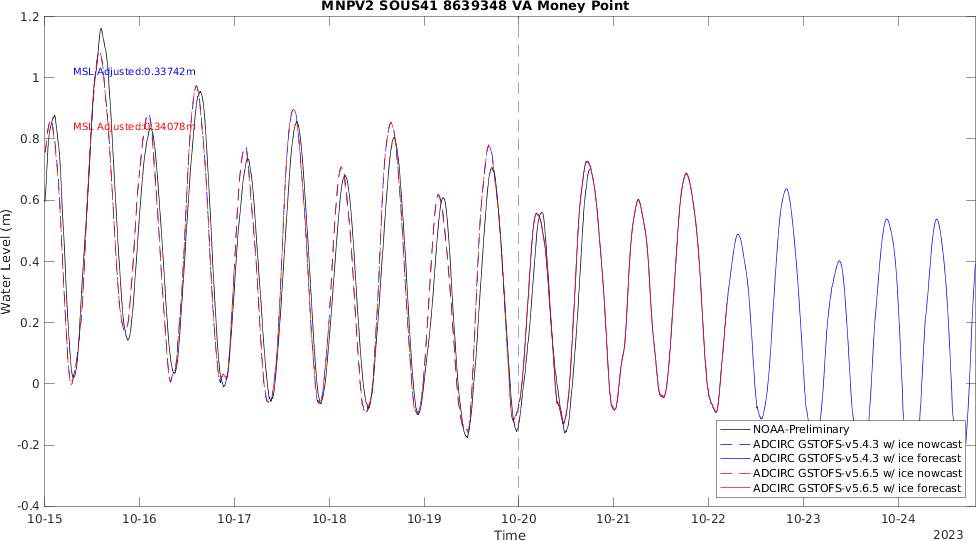 MNPV2 SOUS41 8639348 VA Money Point
1.2
1
0.8
0.6
0.4
0.2
0
-0.2
-0.4
Water Level (m)
MSL Adjusted:0.33742m
MSL Adjusted:0.34078m
NOAA-Preliminary
ADCIRC GSTOFS-v5.4.3 w/ ice nowcast
ADCIRC GSTOFS-v5.4.3 w/ ice forecast
ADCIRC GSTOFS-v5.6.5 w/ ice nowcast
ADCIRC GSTOFS-v5.6.5 w/ ice forecast
10-15 10-16 10-17 10-18 10-19 10-20 10-21 10-22 10-23 10-24
Time
2023